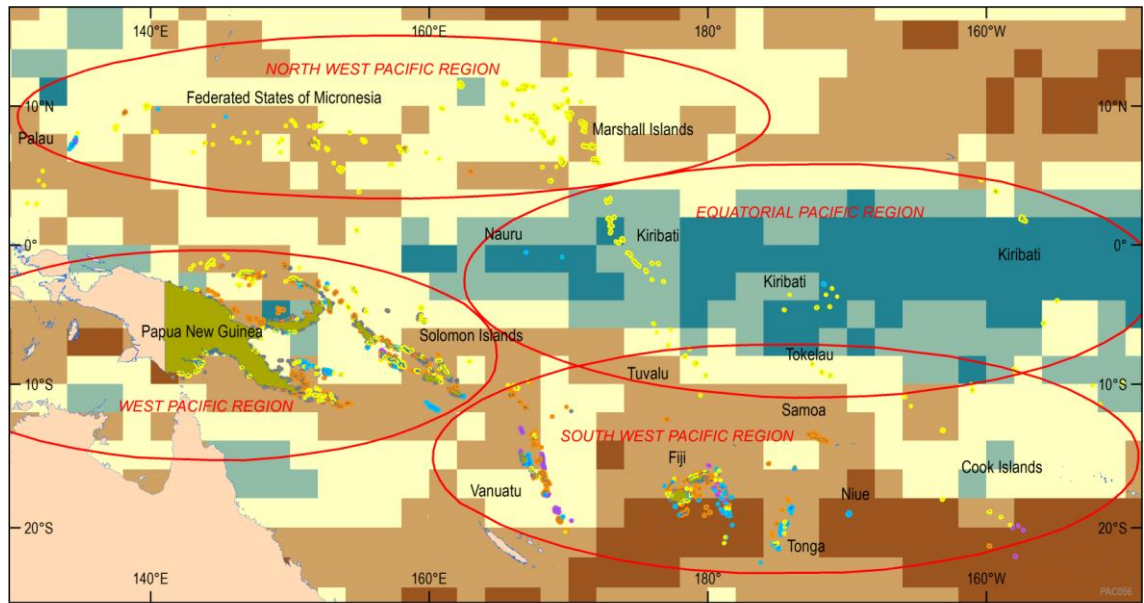 140°E 160°E 180° 160°W
NORTH WEST PACIFIC REGION
Federated States of Micronesia
10°N 10°N
Palau
Marshall Islands
EQUATORIAL PACIFIC REGION
Nauru Kiribati
0° Kiribati 0°
Kiribati
Papua New Guinea Solomon Islands
Tokelau
Tuvalu
10°S 10°S
WEST PACIFIC REGION
Samoa
SOUTH WEST PACIFIC REGION
Fiji
Cook Islands
Vanuatu Niue
20°S 20°S
Tonga
140°E 160°E 180° 160°W
PAC056